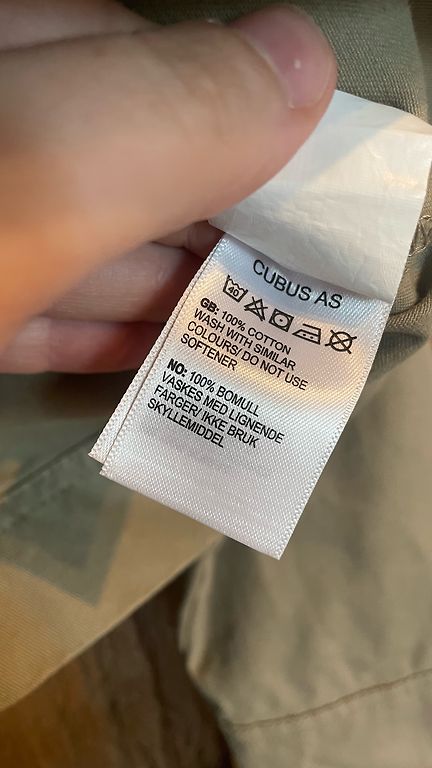 CUBUS AS
GB: 100% COTTON
WASH WITH SIMILAR
COLOURS/ DO NOT USE
SOFTENER
NO: 100% BOMULL
VASKES MED LIGNENDE
FARGER/ IKKE BRUK
SKYLLEMIDDEL